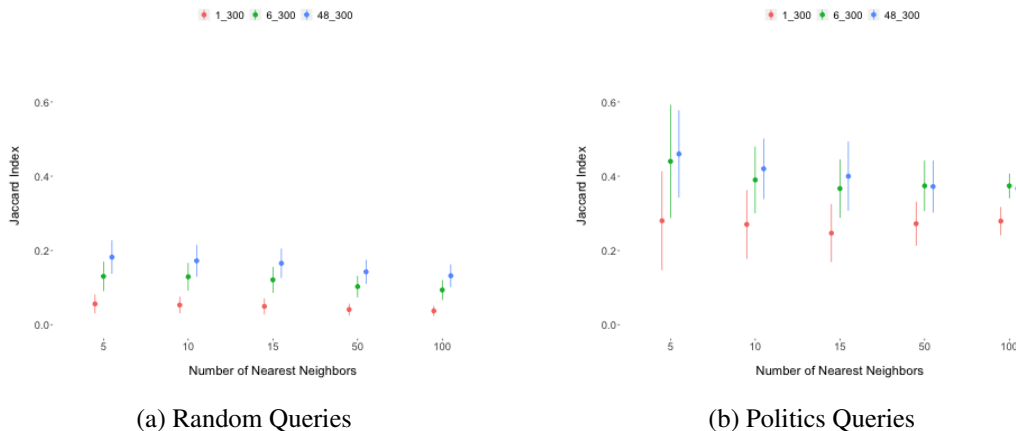 1_300 6_300 48_300
0.6
0.4
0.2
0.0
Jaccard Index
5 10 15 50 100
Number of Nearest Neighbors
(a) Random Queries
1_300 6_300 48_300
0.6
0.4
0.2
0.0
Jaccard Index
5 10 15 50 100
Number of Nearest Neighbors
(b) Politics Queries